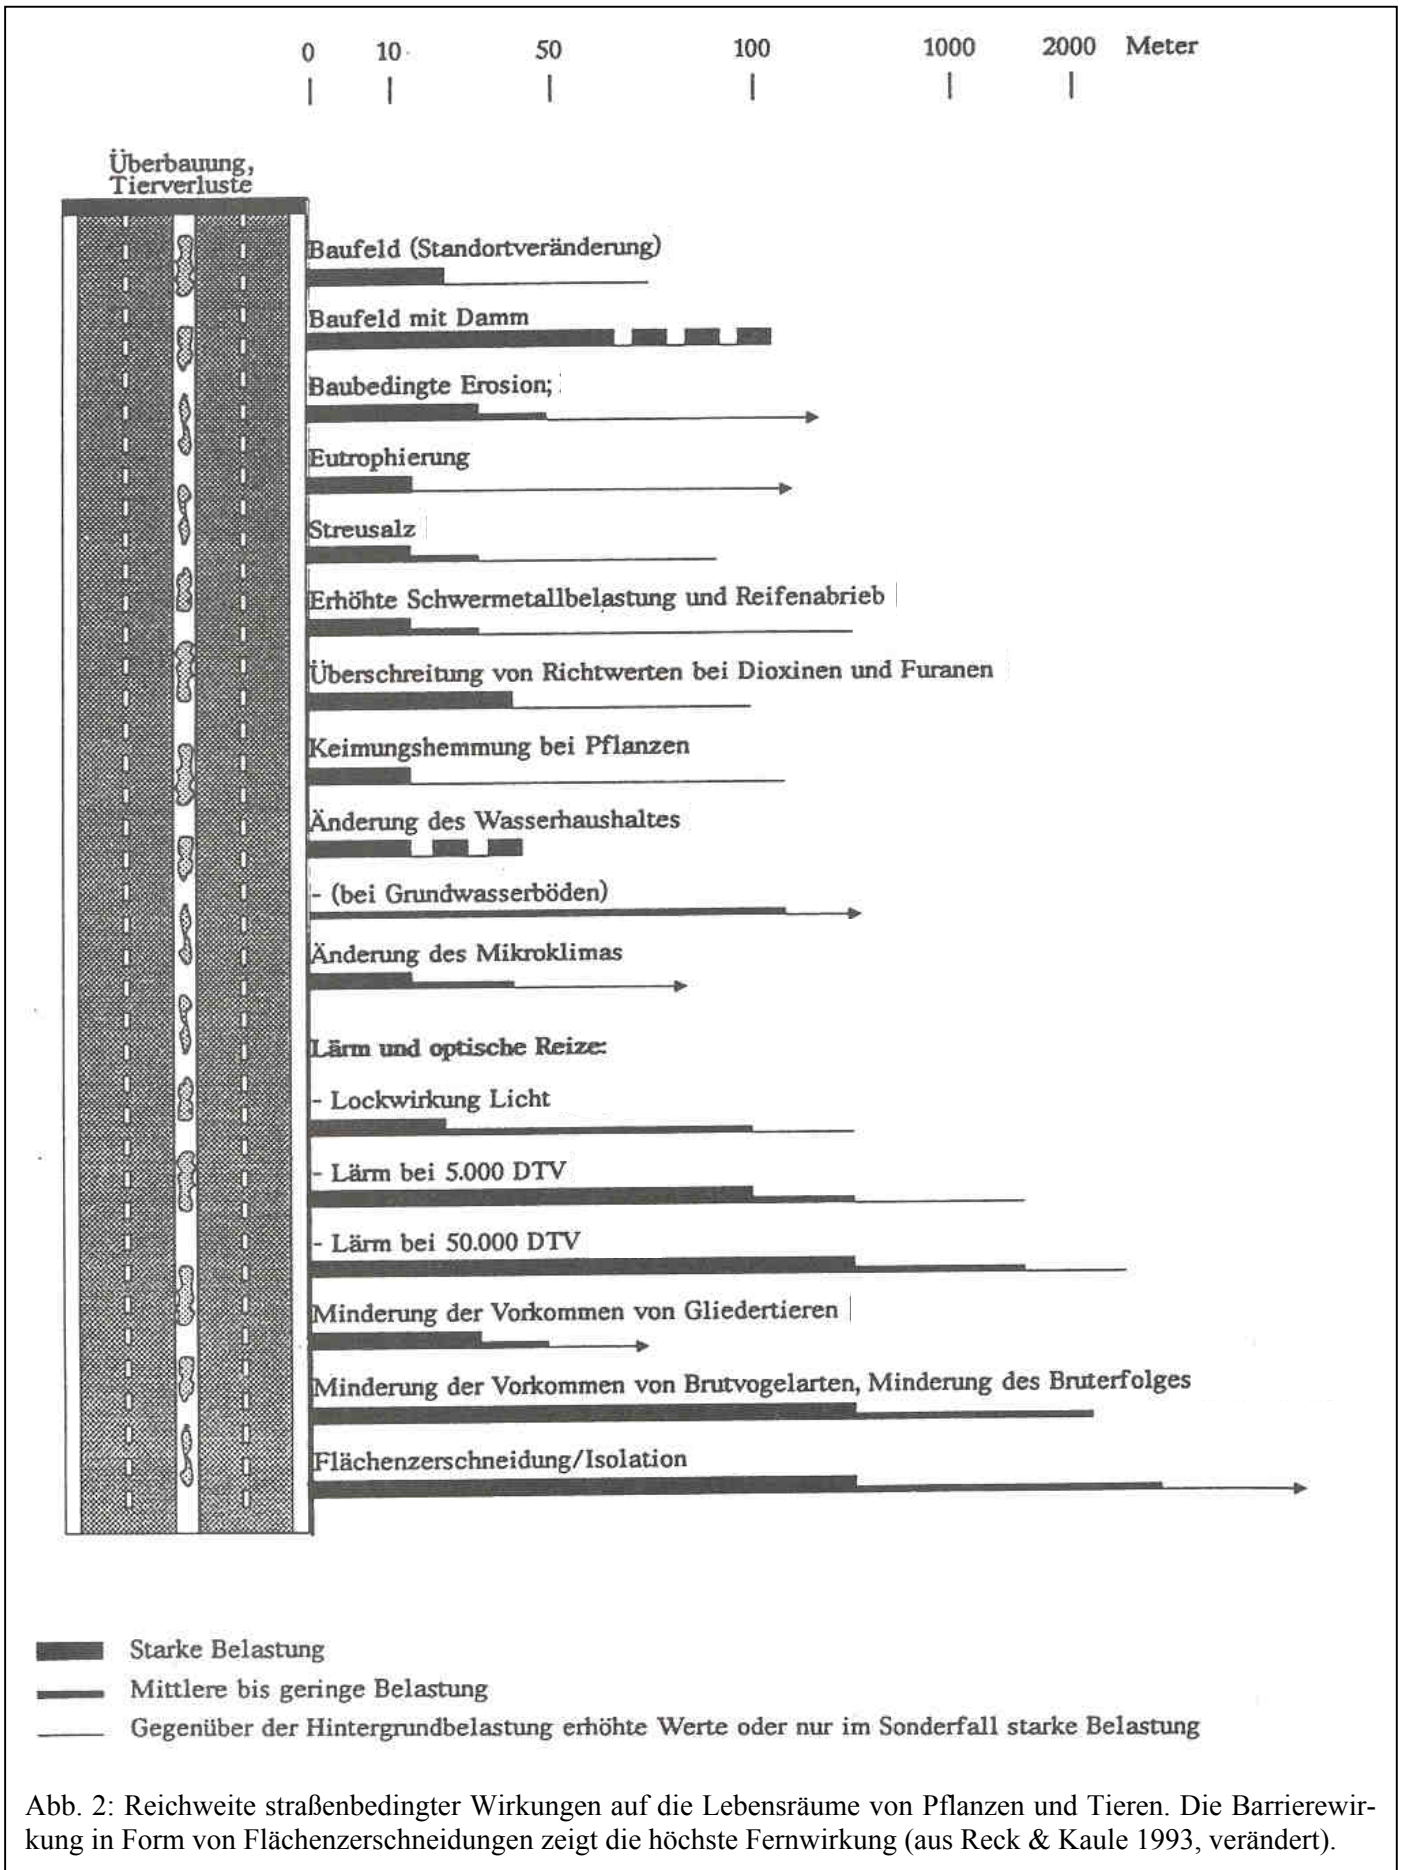 0 10 50 100 1000 2000 Meter
Überbauung,
Tierverluste
Baufeld (Standortveränderung)
Baufeld mit Damm
Baubedingte Erosion;
Eutrophierung
Streusalz
Erhöhte Schwermetallbelastung und Reifenabrieb
Überschreitung von Richtwerten bei Dioxinen und Furanen
Keimungshemmung bei Pflanzen
Änderung des Wasserhaushaltes
- (bei Grundwasserböden)
Änderung des Mikroklimas
Lärm und optische Reize:
- Lockwirkung Licht
- Lärm bei 5.000 DTV
- Lärm bei 50.000 DTV
Minderung der Vorkommen von Gliedertieren
Minderung der Vorkommen von Brutvogelarten, Minderung des Bruterfolges
Flächenzerschneidung/Isolation
Starke Belastung
Mittlere bis geringe Belastung
Gegenüber der Hintergrundbelastung erhöhte Werte oder nur im Sonderfall starke Belastung
Abb. 2: Reichweite straßenbedingter Wirkungen auf die Lebensräume von Pflanzen und Tieren. Die Barrierewir-
kung in Form von Flächenzerschneidungen zeigt die höchste Fernwirkung (aus Reck & Kaule 1993, verändert).